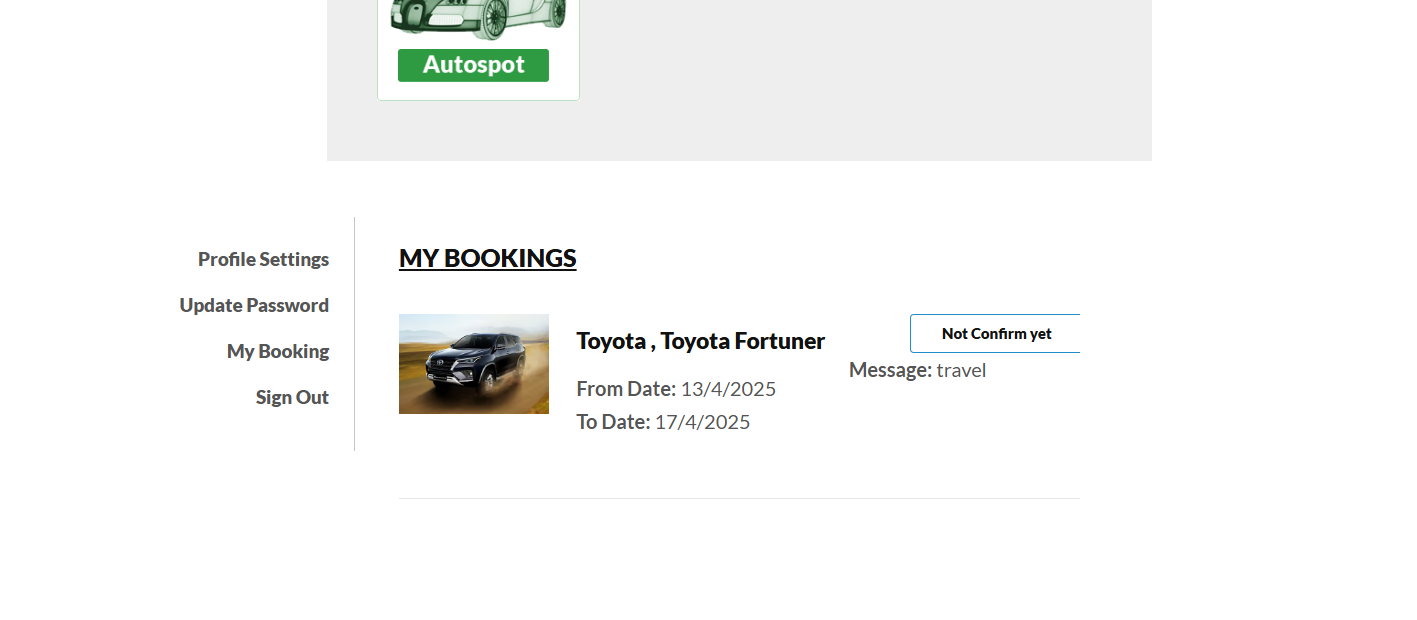 Autospot
Profile Settings
Update Password
My Booking
Sign Out
MY BOOKINGS
Toyota , Toyota Fortuner
From Date: 13/4/2025
To Date: 17/4/2025
Not Confirm yet
Message: travel